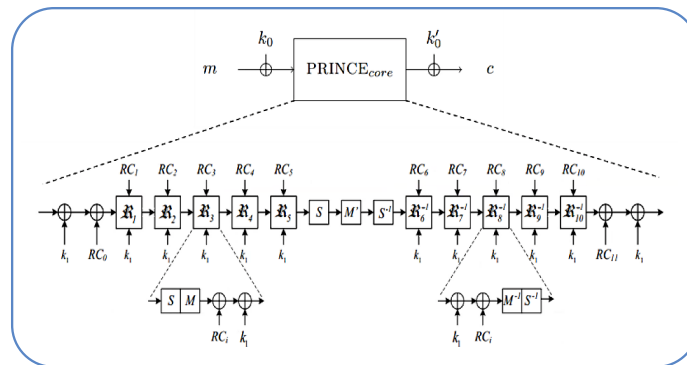 k₀ k₀′
m PRINCE_core c
RC₁ RC₂ RC₃ RC₄ RC₅ RC₆ RC₇ RC₈ RC₉ RC₁₀
ℜ₁ ℜ₂ ℜ₃ ℜ₄ ℜ₅ S M' S⁻¹ ℜ₆⁻¹ ℜ₇⁻¹ ℜ₈⁻¹ ℜ₉⁻¹ ℜ₁₀⁻¹
k₁ RC₀ k₁ k₁ k₁ k₁ k₁ k₁ k₁ k₁ k₁ k₁ RC₁₁ k₁
S M M⁻¹ S⁻¹
RCᵢ k₁ k₁ RCᵢ